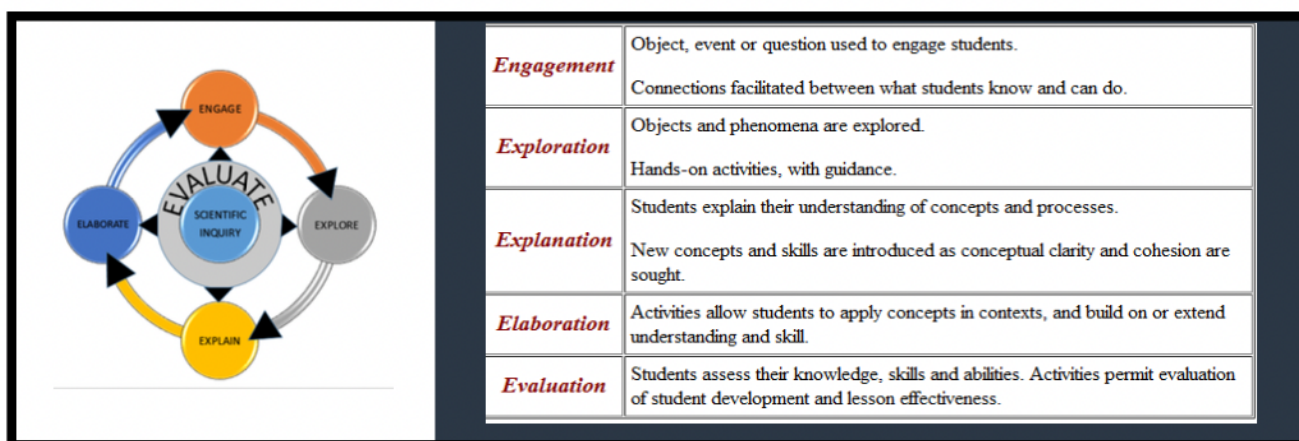 ENGAGE
EVALUATE
SCIENTIFIC
INQUIRY
ELABORATE
EXPLORE
EXPLAIN
Engagement
Object, event or question used to engage students.
Connections facilitated between what students know and can do.
Exploration
Objects and phenomena are explored.
Hands-on activities, with guidance.
Explanation
Students explain their understanding of concepts and processes.
New concepts and skills are introduced as conceptual clarity and cohesion are
sought.
Elaboration
Activities allow students to apply concepts in contexts, and build on or extend
understanding and skill.
Evaluation
Students assess their knowledge, skills and abilities. Activities permit evaluation
of student development and lesson effectiveness.